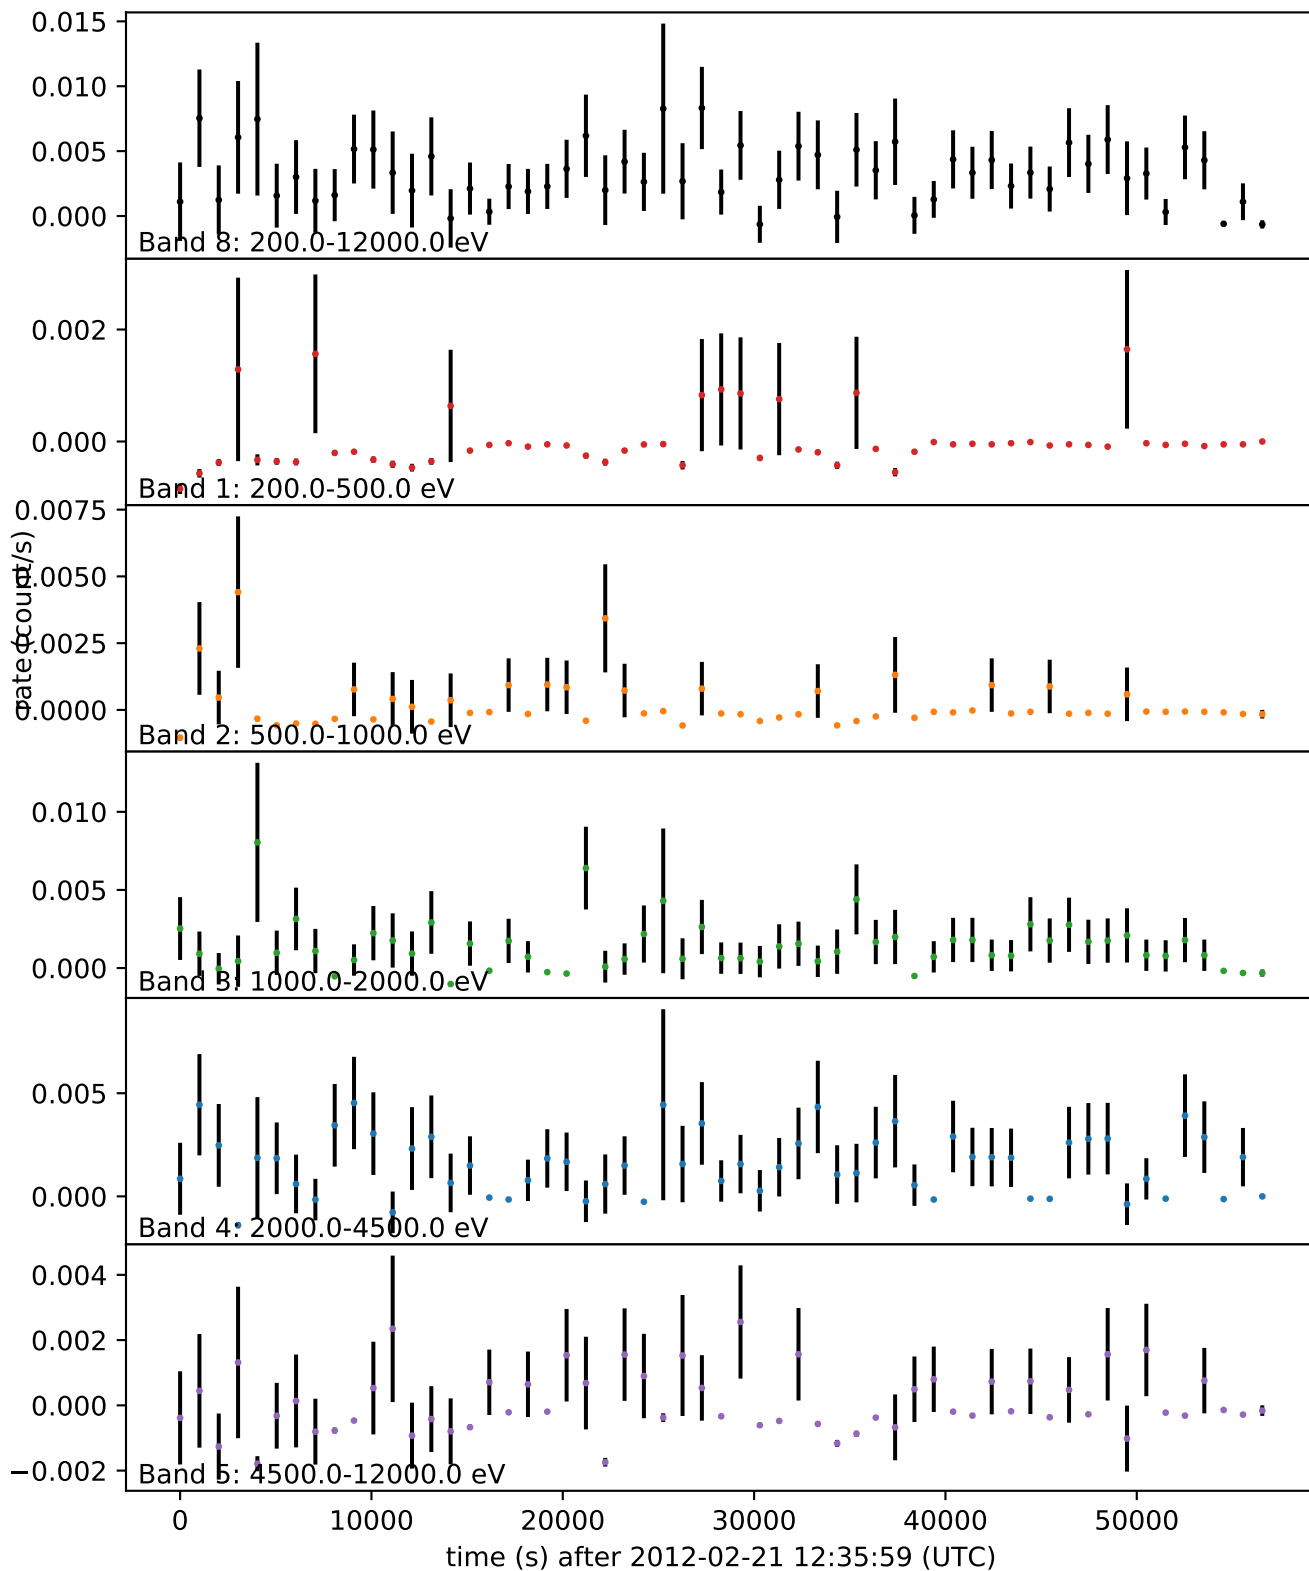 0.015
0.010
0.005
0.000
Band 8: 200.0-12000.0 eV
0.002
0.000
Band 1: 200.0-500.0 eV
rate (count/s)
0.0075
0.0050
0.0025
0.0000
Band 2: 500.0-1000.0 eV
0.010
0.005
0.000
Band 3: 1000.0-2000.0 eV
0.005
0.000
Band 4: 2000.0-4500.0 eV
0.004
0.002
0.000
−0.002
Band 5: 4500.0-12000.0 eV
0 10000 20000 30000 40000 50000
time (s) after 2012-02-21 12:35:59 (UTC)